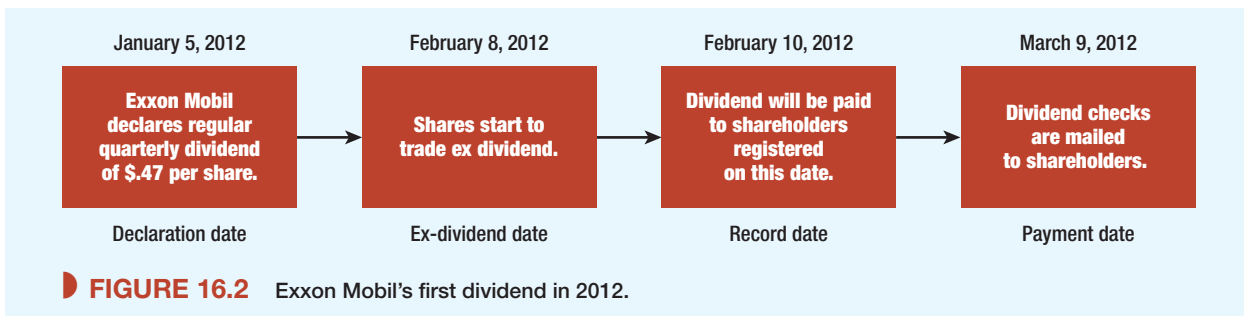 January 5, 2012
February 8, 2012
February 10, 2012
March 9, 2012
Exxon Mobil
declares regular
quarterly dividend
of $.47 per share.
Shares start to
trade ex dividend.
Dividend will be paid
to shareholders
registered
on this date.
Dividend checks
are mailed
to shareholders.
Declaration date
Ex-dividend date
Record date
Payment date
FIGURE 16.2 Exxon Mobil's first dividend in 2012.